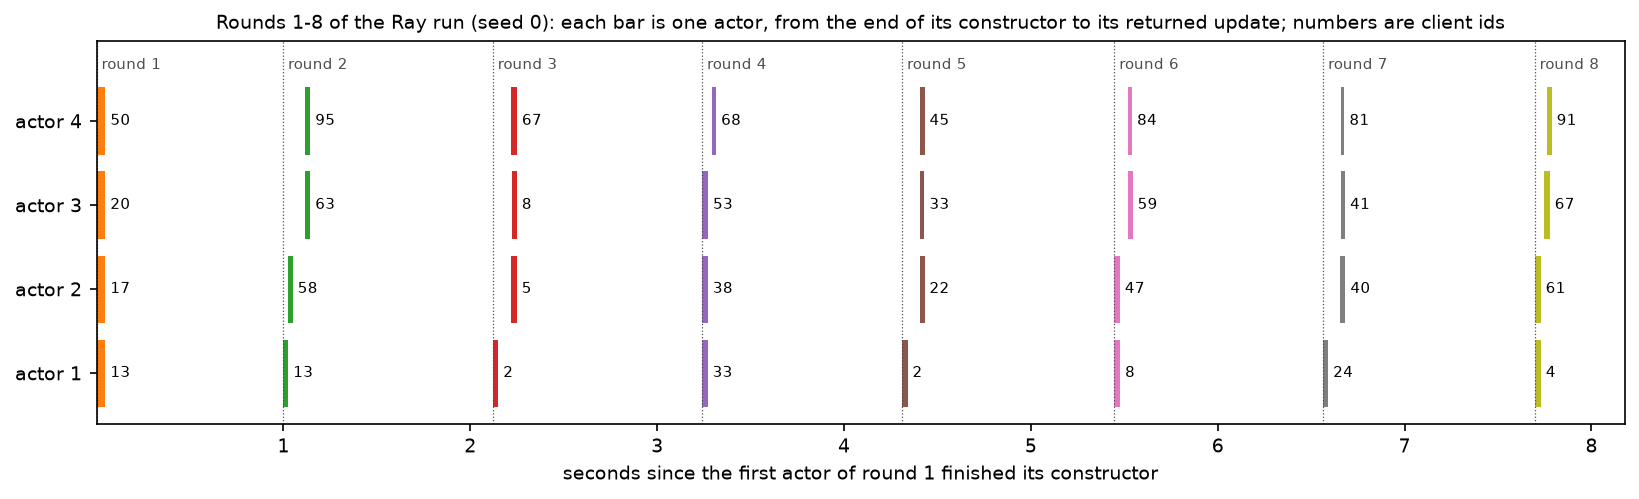 Rounds 1-8 of the Ray run (seed 0): each bar is one actor, from the end of its constructor to its returned update; numbers are client ids
round 1 round 2 round 3 round 4 round 5 round 6 round 7 round 8
actor 4 50 95 67 68 45 84 81 91
actor 3 20 63 8 53 33 59 41 67
actor 2 17 58 5 38 22 47 40 61
actor 1 13 13 2 33 2 8 24 4
1 2 3 4 5 6 7 8
seconds since the first actor of round 1 finished its constructor